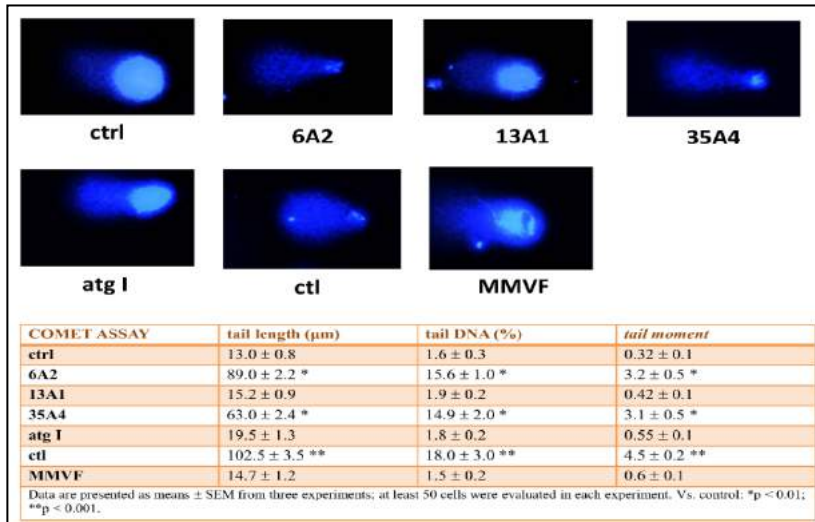 ctrl 6A2 13A1 35A4
atg I ctl MMVF
COMET ASSAY tail length (µm) tail DNA (%) tail moment
ctrl 13.0 ± 0.8 1.6 ± 0.3 0.32 ± 0.1
6A2 89.0 ± 2.2 * 15.6 ± 1.0 * 3.2 ± 0.5 *
13A1 15.2 ± 0.9 1.9 ± 0.2 0.42 ± 0.1
35A4 63.0 ± 2.4 * 14.9 ± 2.0 * 3.1 ± 0.5 *
atg I 19.5 ± 1.3 1.8 ± 0.2 0.55 ± 0.1
ctl 102.5 ± 3.5 ** 18.0 ± 3.0 ** 4.5 ± 0.2 **
MMVF 14.7 ± 1.2 1.5 ± 0.2 0.6 ± 0.1
Data are presented as means ± SEM from three experiments; at least 50 cells were evaluated in each experiment. Vs. control: *p < 0.01;
**p < 0.001.